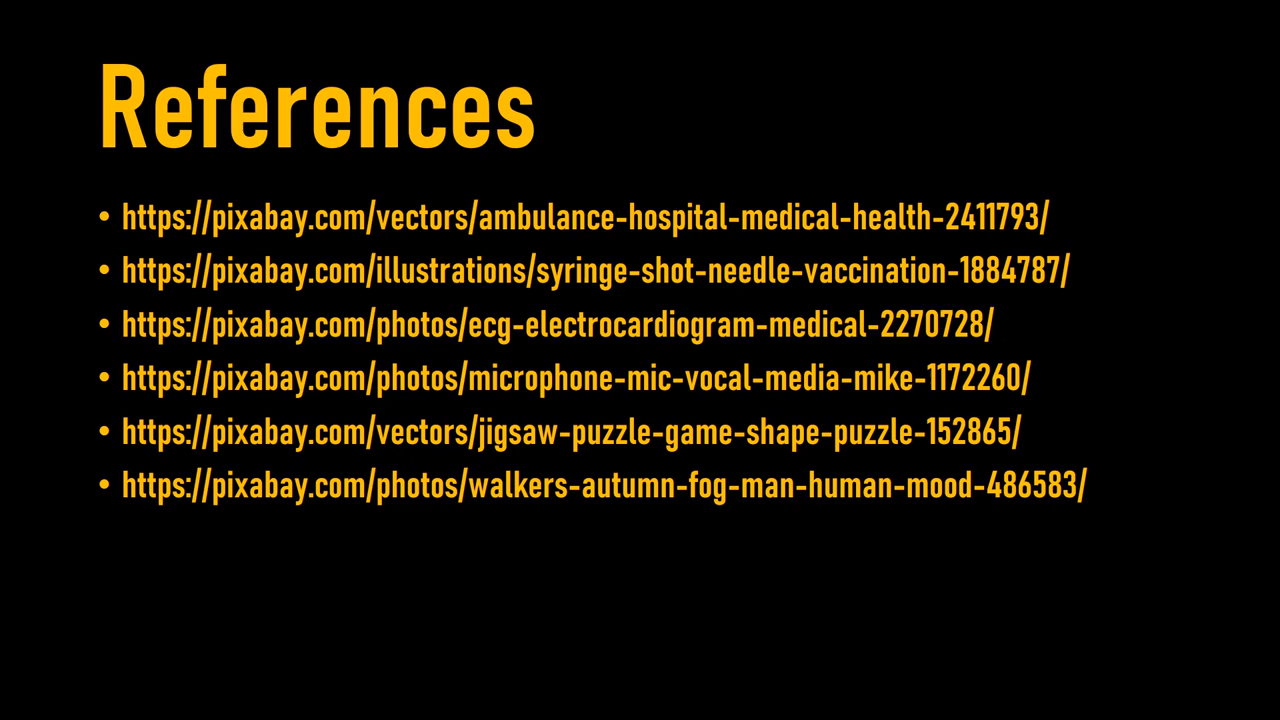 References
• https://pixabay.com/vectors/ambulance-hospital-medical-health-2411793/
• https://pixabay.com/illustrations/syringe-shot-needle-vaccination-1884787/
• https://pixabay.com/photos/ecg-electrocardiogram-medical-2270728/
• https://pixabay.com/photos/microphone-mic-vocal-media-mike-1172260/
• https://pixabay.com/vectors/jigsaw-puzzle-game-shape-puzzle-152865/
• https://pixabay.com/photos/walkers-autumn-fog-man-human-mood-486583/